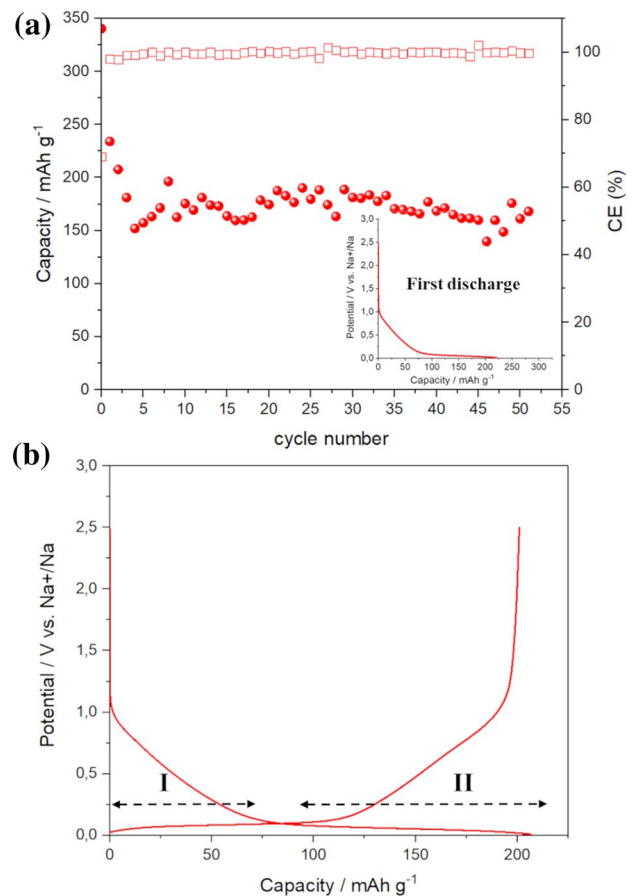 (a)
350
300
250
200
150
100
50
0
Capacity / mAh g-1
100
80
60
40
20
0
CE (%)
0 5 10 15 20 25 30 35 40 45 50 55
cycle number
3,0
2,5
2,0
1,5
1,0
0,5
0,0
Potential / V vs. Na+/Na
First discharge
0 50 100 150 200 250 300
Capacity / mAh g-1
(b)
3,0
2,5
2,0
1,5
1,0
0,5
0,0
Potential / V vs. Na+/Na
I
II
0 50 100 150 200
Capacity / mAh g-1